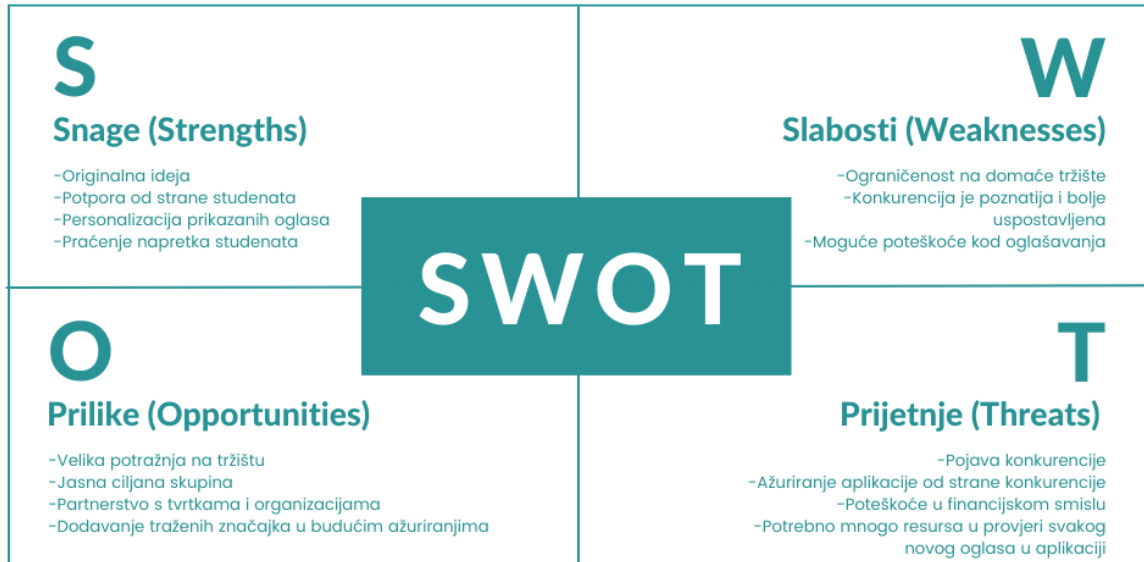 S
Snage (Strengths)
-Originalna ideja
-Potpora od strane studenata
-Personalizacija prikazanih oglasa
-Praćenje napretka studenata
W
Slabosti (Weaknesses)
-Ograničenost na domaće tržište
-Konkurencija je poznatija i bolje
uspostavljena
-Moguće poteškoće kod oglašavanja
SWOT
O
Prilike (Opportunities)
-Velika potražnja na tržištu
-Jasna ciljana skupina
-Partnerstvo s tvrtkama i organizacijama
-Dodavanje traženih značajka u budućim ažuriranjima
T
Prijetnje (Threats)
-Pojava konkurencije
-Ažuriranje aplikacije od strane konkurencije
-Poteškoće u financijskom smislu
-Potrebno mnogo resursa u provjeri svakog
novog oglasa u aplikaciji